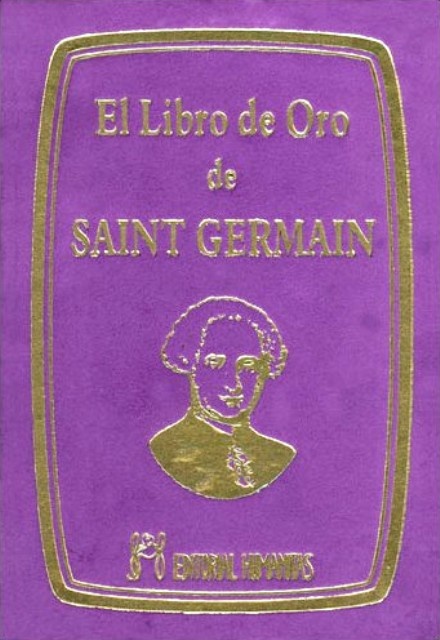 El Libro de Oro
de
SAINT GERMAIN
EDITORIAL HUMANITAS